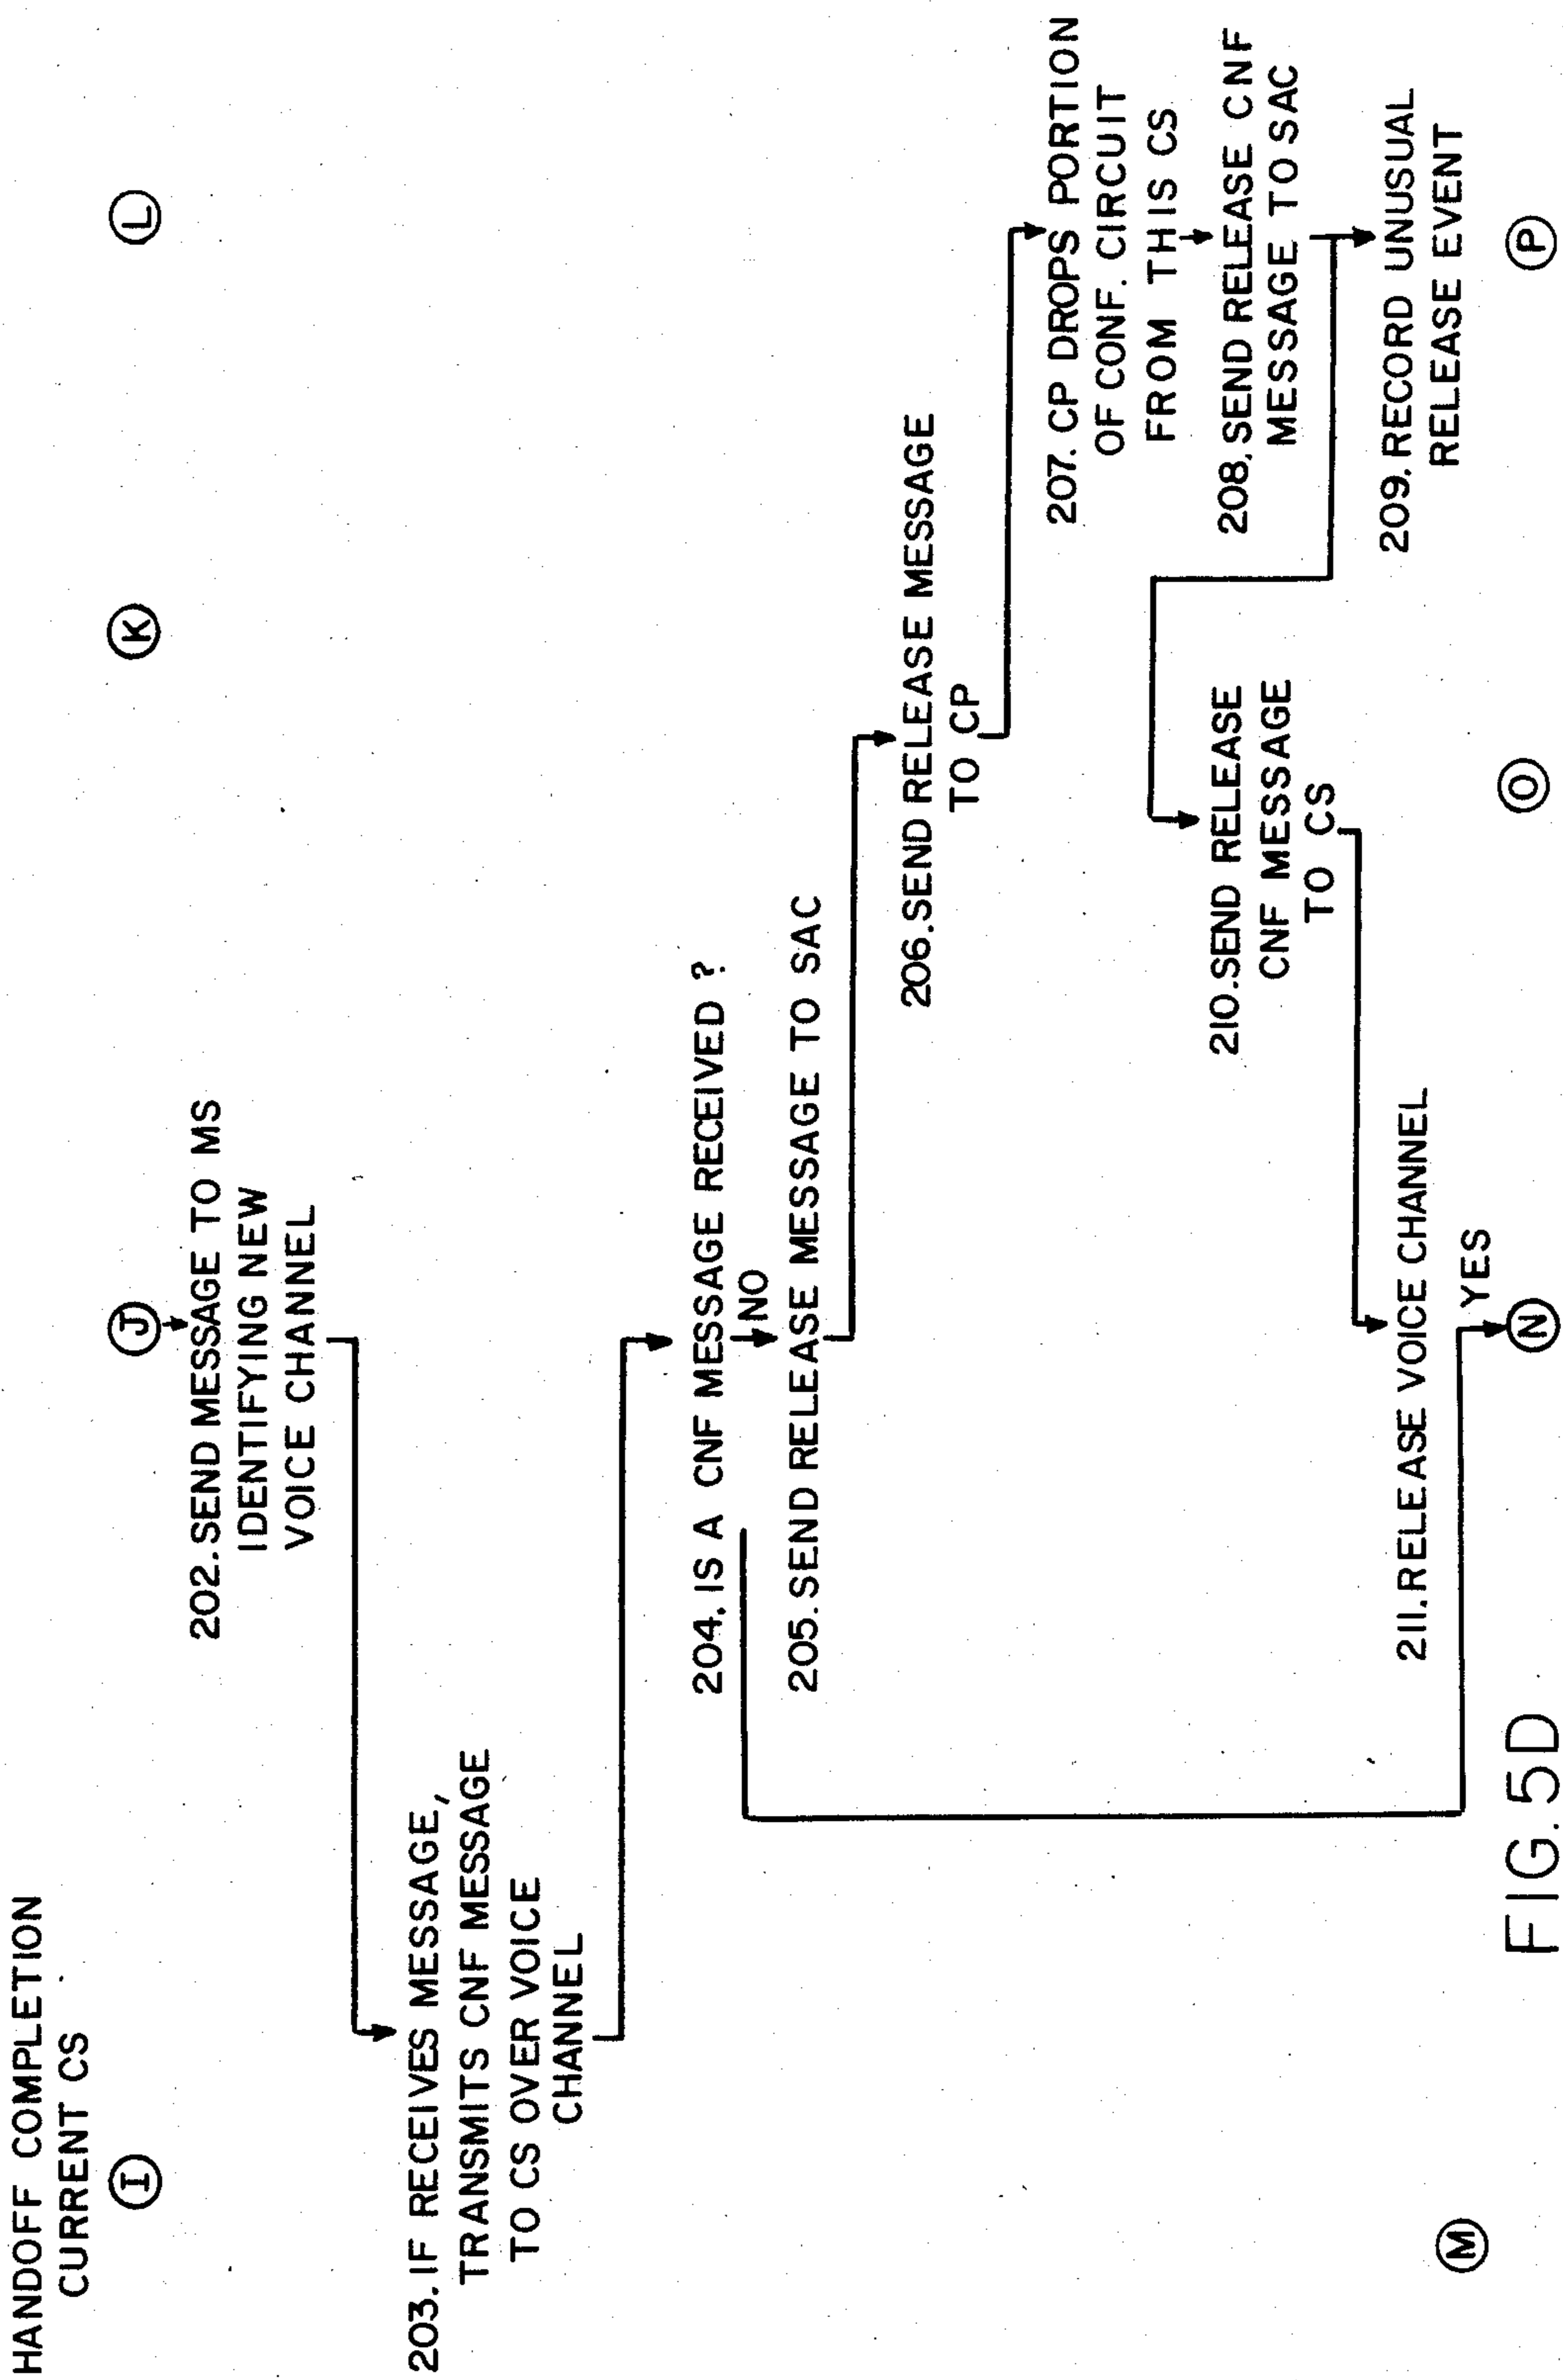 HANDOFF COMPLETION
CURRENT CS
I
J
K
L
202. SEND MESSAGE TO MS
IDENTIFYING NEW
VOICE CHANNEL
203. IF RECEIVES MESSAGE,
TRANSMITS CNF MESSAGE
TO CS OVER VOICE
CHANNEL
204. IS A CNF MESSAGE RECEIVED ?
NO
205. SEND RELEASE MESSAGE TO SAC
206. SEND RELEASE MESSAGE
TO CP
207. CP DROPS PORTION
OF CONF. CIRCUIT
FROM THIS CS
208. SEND RELEASE CNF
MESSAGE TO SAC
209. RECORD UNUSUAL
RELEASE EVENT
210. SEND RELEASE
CNF MESSAGE
TO CS
211. RELEASE VOICE CHANNEL
YES
M
N
O
P
FIG. 5D